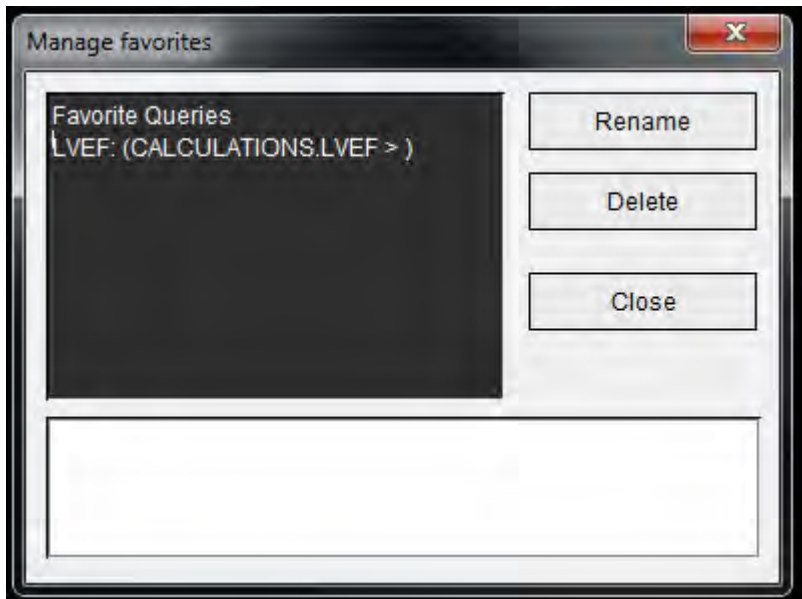 Manage favorites
Favorite Queries
LVEF: (CALCULATIONS.LVEF > )
Rename
Delete
Close